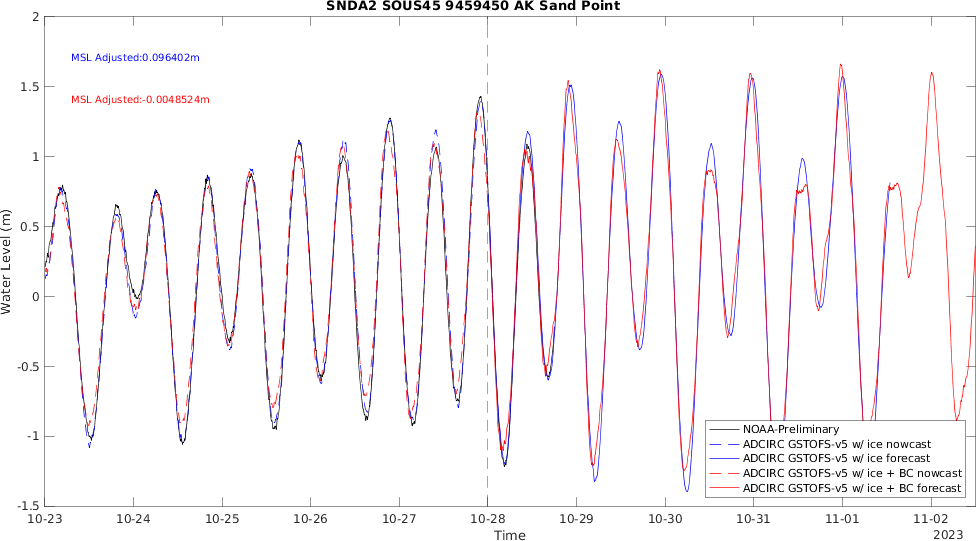 SNDA2 SOUS45 9459450 AK Sand Point
2
1.5
1
0.5
0
-0.5
-1
-1.5
Water Level (m)
MSL Adjusted:0.096402m
MSL Adjusted:-0.0048524m
NOAA-Preliminary
ADCIRC GSTOFS-v5 w/ ice nowcast
ADCIRC GSTOFS-v5 w/ ice forecast
ADCIRC GSTOFS-v5 w/ ice + BC nowcast
ADCIRC GSTOFS-v5 w/ ice + BC forecast
10-23 10-24 10-25 10-26 10-27 10-28 10-29 10-30 10-31 11-01 11-02
Time
2023